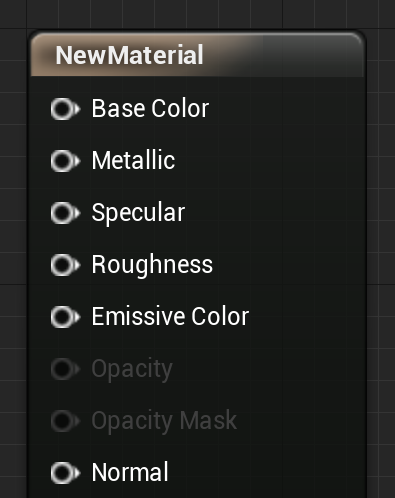 NewMaterial
Base Color
Metallic
Specular
Roughness
Emissive Color
Opacity
Opacity Mask
Normal